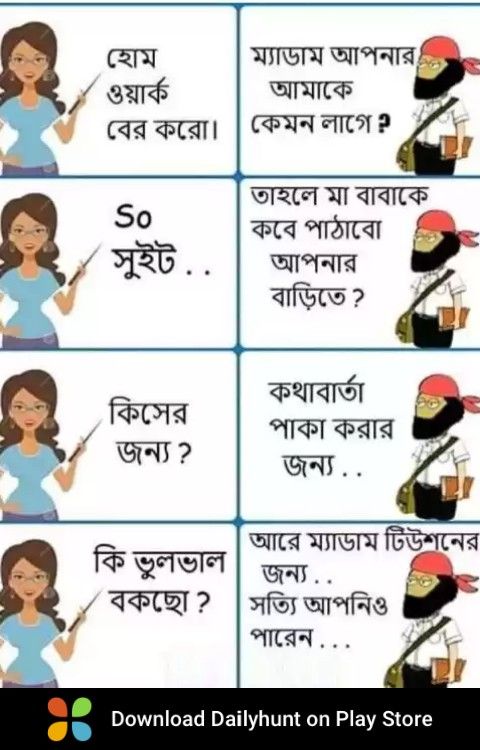 হোম
ওয়ার্ক
বের করো।
ম্যাডাম আপনার
আমাকে
কেমন লাগে ?
So
সুইট . .
তাহলে মা বাবাকে
কবে পাঠাবো
আপনার
বাড়িতে ?
কিসের
জন্য ?
কথাবার্তা
পাকা করার
জন্য . .
কি ভুলভাল
বকছো ?
আরে ম্যাডাম টিউশনের
জন্য . .
সত্যি আপনিও
পারেন . . .
Download Dailyhunt on Play Store